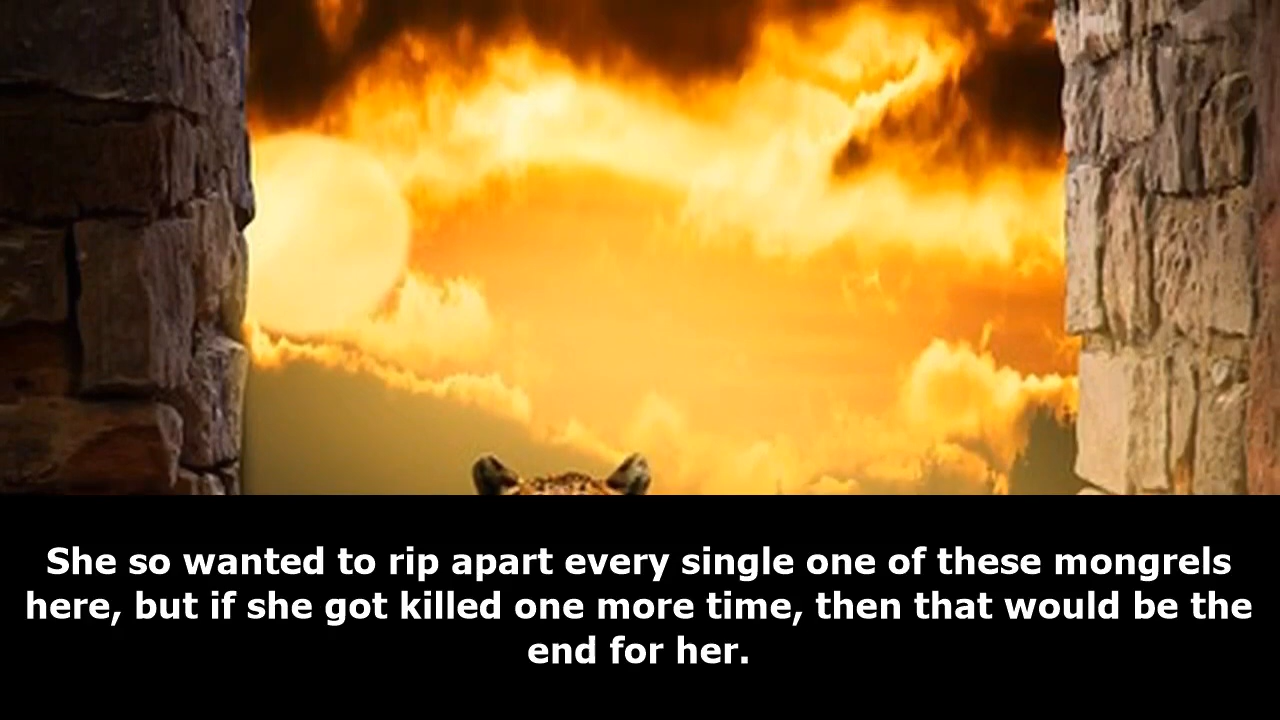 She so wanted to rip apart every single one of these mongrels
here, but if she got killed one more time, then that would be the
end for her.